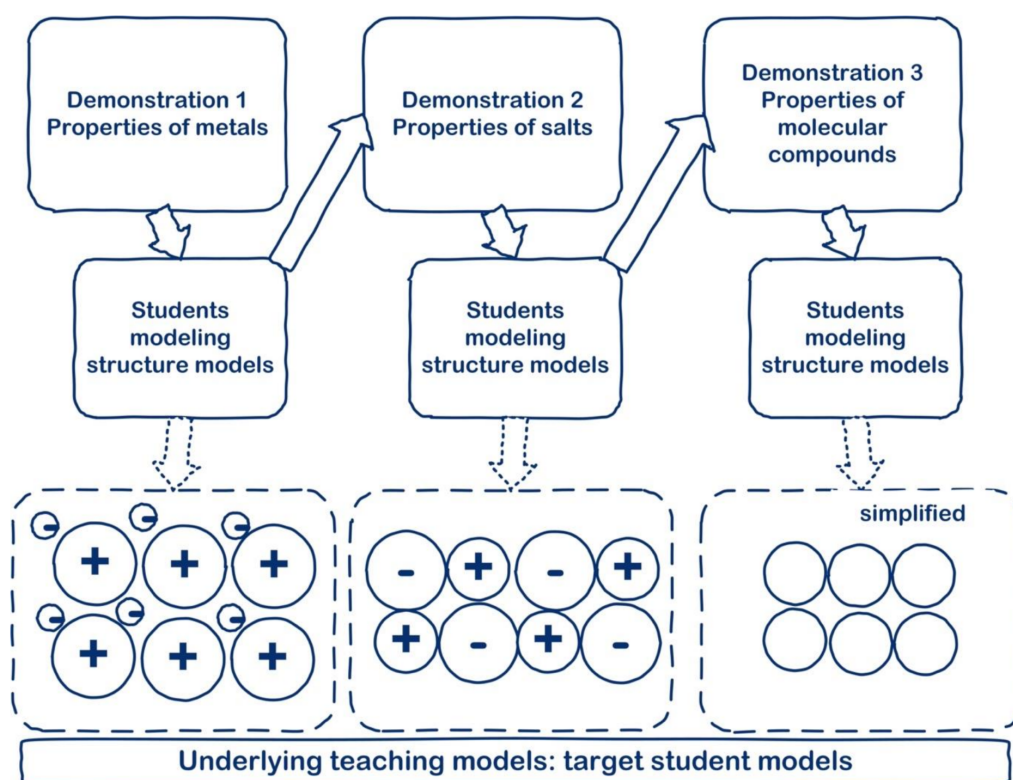 Demonstration 1
Properties of metals
Demonstration 2
Properties of salts
Demonstration 3
Properties of
molecular
compounds
Students
modeling
structure models
Students
modeling
structure models
Students
modeling
structure models
- - -
+ + +
- - -
+ + +
- + - +
+ - + -
simplified
Underlying teaching models: target student models